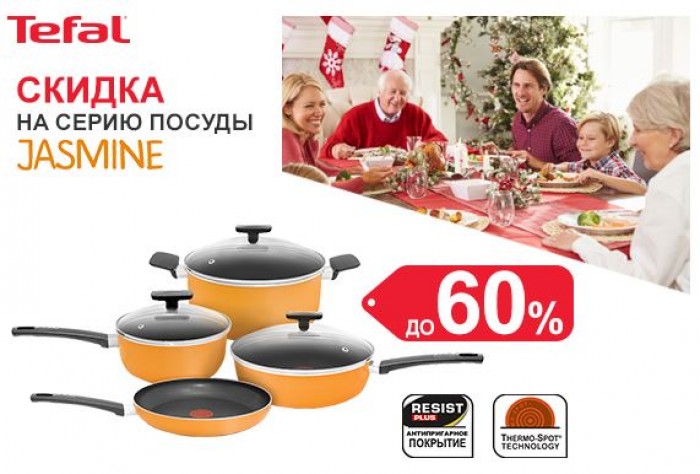 Tefal
СКИДКА
НА СЕРИЮ ПОСУДЫ
JASMINE
ДО 60%
RESIST
PLUS
АНТИПРИГАРНОЕ
ПОКРЫТИЕ
THERMO-SPOT®
TECHNOLOGY